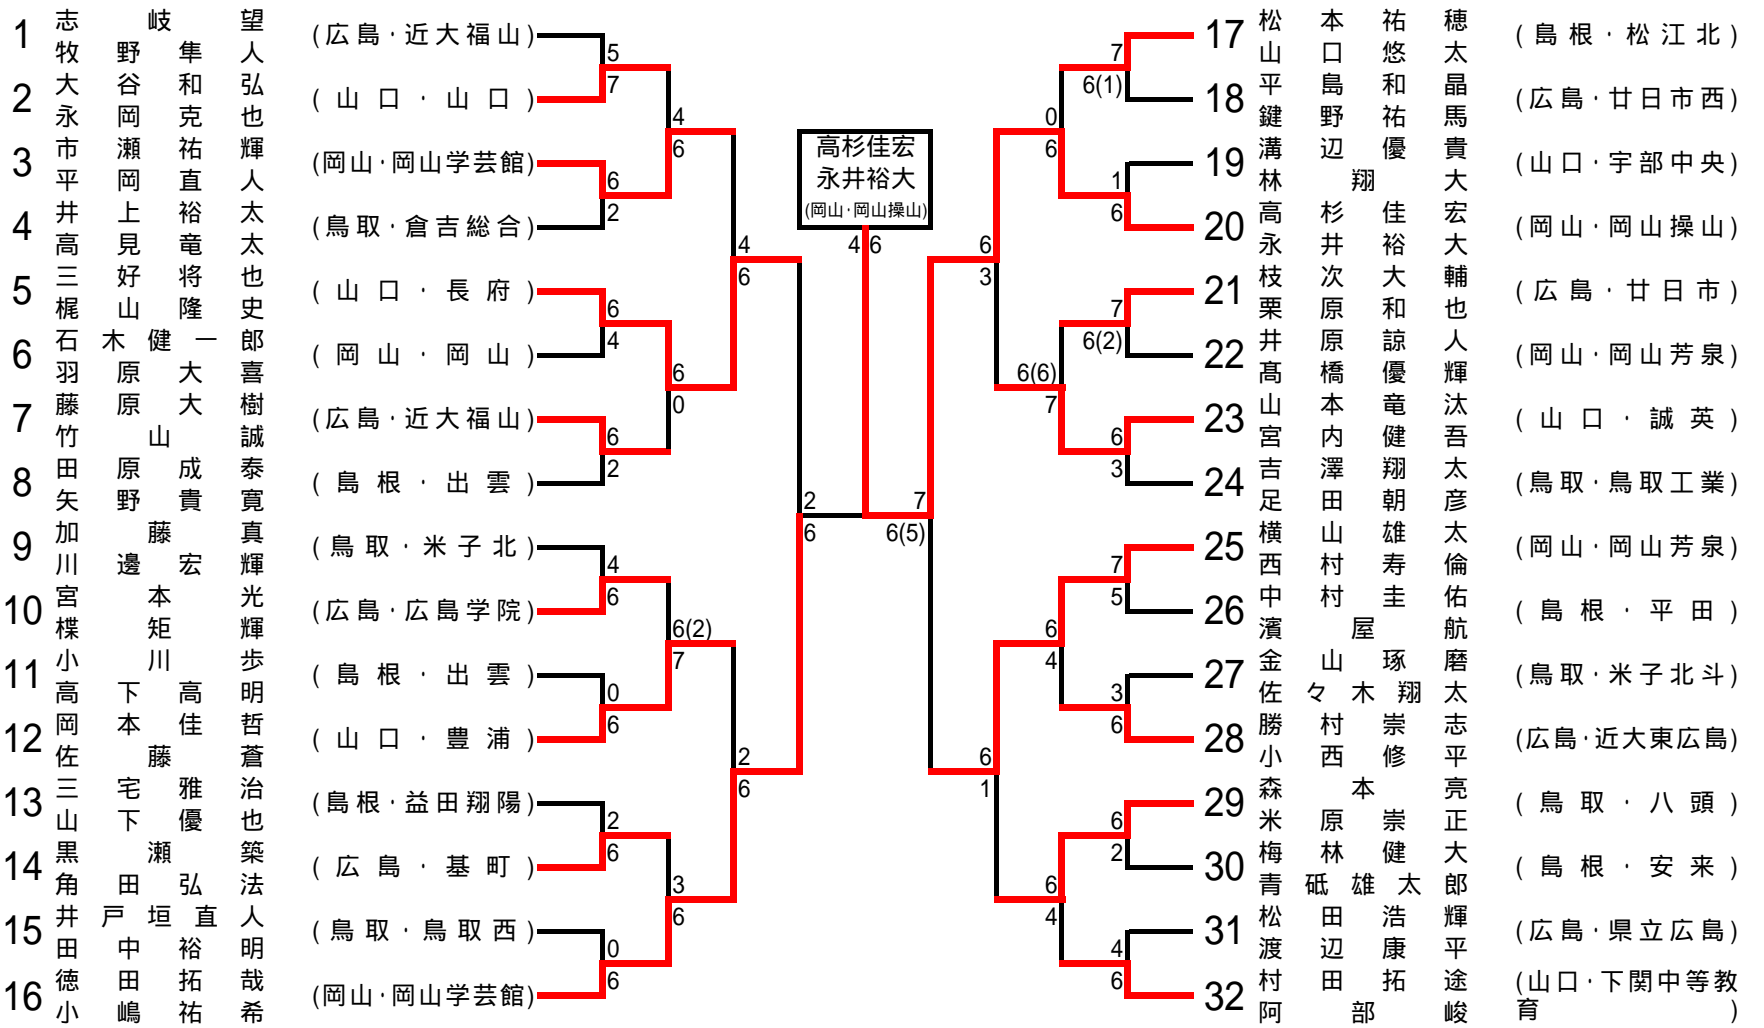 1 志岐望 (広島・近大福山)
牧野隼人
2 大谷和弘 (山口・山口)
永岡克也
3 市瀬祐輝 (岡山・岡山学芸館)
平岡直人
4 井上裕太 (鳥取・倉吉総合)
高見竜太
5 三好将也 (山口・長府)
梶山隆史
6 石木健一郎 (岡山・岡山)
羽原大喜
7 藤原大樹 (広島・近大福山)
竹山誠
8 田原成泰 (島根・出雲)
矢野貴寛
9 加藤真 (鳥取・米子北)
川邊宏輝
10 宮本光 (広島・広島学院)
楪矩輝
11 小川歩 (島根・出雲)
高下高明
12 岡本佳哲 (山口・豊浦)
佐藤蒼
13 三宅雅治 (島根・益田翔陽)
山下優也
14 黒瀬築 (広島・基町)
角田弘法
15 井戸垣直人 (鳥取・鳥取西)
田中裕明
16 徳田拓哉 (岡山・岡山学芸館)
小嶋祐希
5
7
6
2
6
4
6
2
4
6
0
6
2
6
0
6
4
6
6
0
6(2)
7
3
6
4
6
2
6
2
6
高杉佳宏
永井裕大
(岡山・岡山操山)
4 6
7
6(5)
6
3
6
1
0
6
6(6)
7
6
4
6
4
7
6(1)
1
6
7
6(2)
6
3
7
5
3
6
6
2
4
6
17 松本祐穂 (島根・松江北)
山口悠太
18 平島和晶 (広島・廿日市西)
鍵野祐馬
19 溝辺優貴 (山口・宇部中央)
林翔大
20 高杉佳宏 (岡山・岡山操山)
永井裕大
21 枝次大輔 (広島・廿日市)
栗原和也
22 井原諒人 (岡山・岡山芳泉)
髙橋優輝
23 山本竜汰 (山口・誠英)
宮内健吾
24 吉澤翔太 (鳥取・鳥取工業)
足田朝彦
25 横山雄太 (岡山・岡山芳泉)
西村寿倫
26 中村圭佑 (島根・平田)
濱屋航
27 金山琢磨 (鳥取・米子北斗)
佐々木翔太
28 勝村崇志 (広島・近大東広島)
小西修平
29 森本亮 (鳥取・八頭)
米原崇正
30 梅林健大 (島根・安来)
青砥雄太郎
31 松田浩輝 (広島・県立広島)
渡辺康平
32 村田拓途 (山口・下関中等教
阿部峻 育)